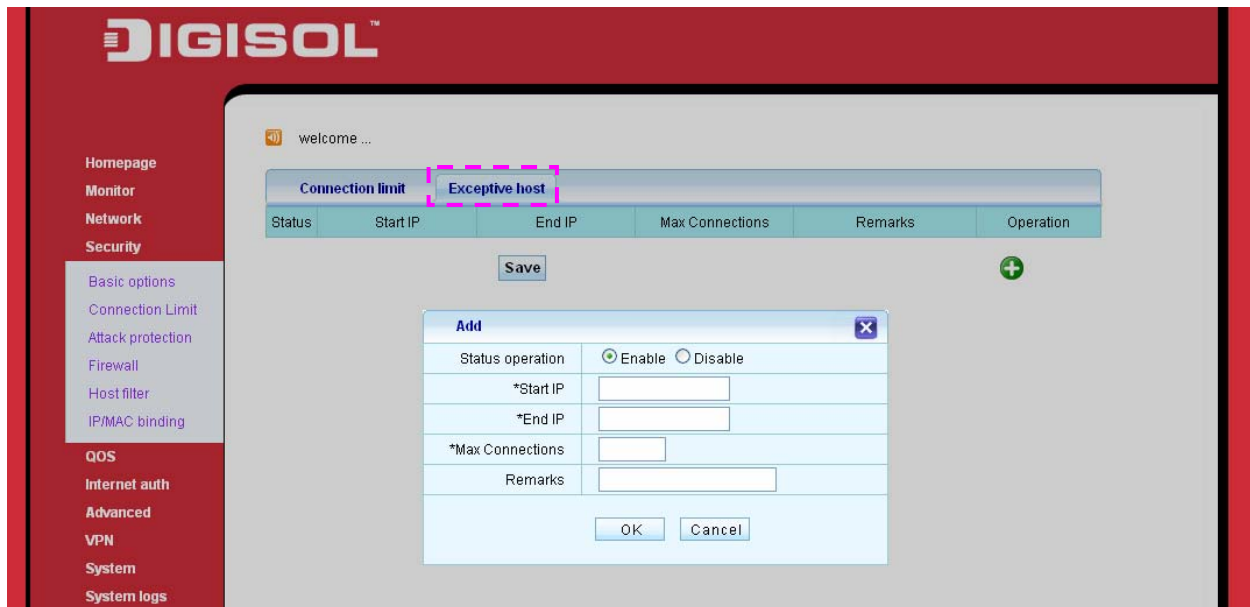 DIGISOL™
welcome ...
Homepage
Monitor
Network
Security
Basic options
Connection Limit
Attack protection
Firewall
Host filter
IP/MAC binding
QOS
Internet auth
Advanced
VPN
System
System logs
Connection limit Exceptive host
Status Start IP End IP Max Connections Remarks Operation
Save
Add
Status operation Enable Disable
*Start IP
*End IP
*Max Connections
Remarks
OK Cancel